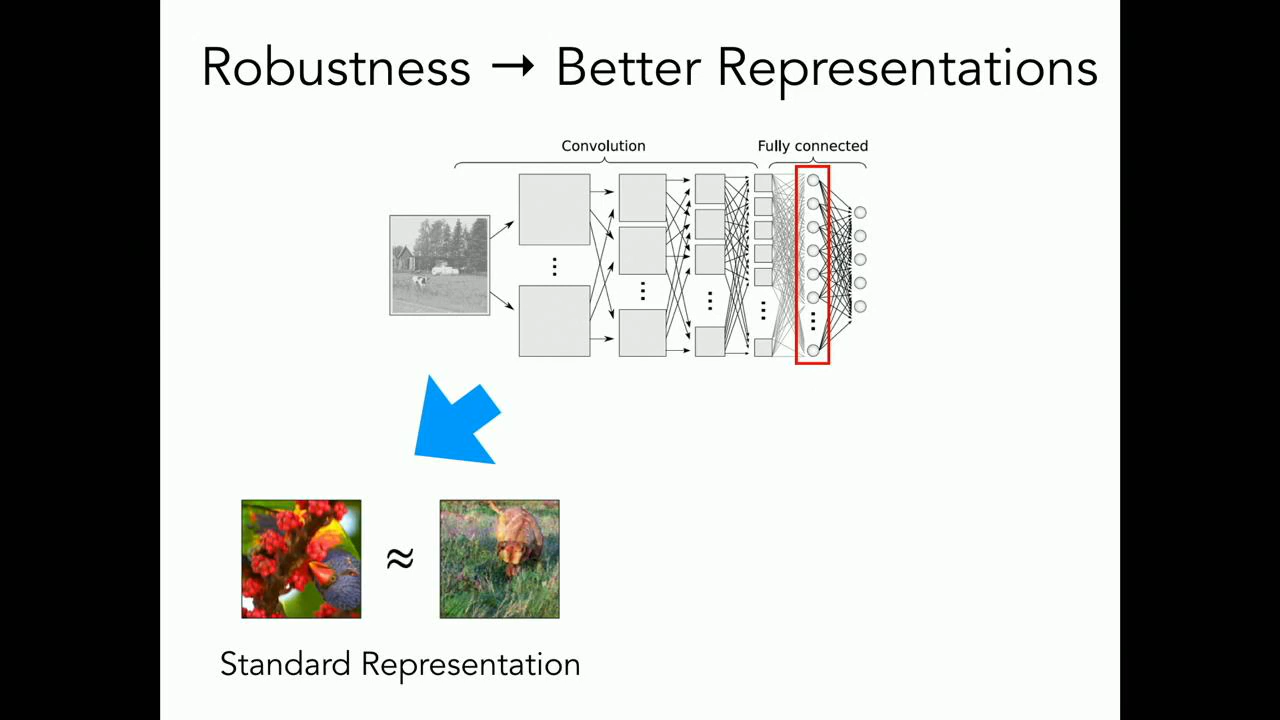 Robustness → Better Representations
Convolution
Fully connected
≈
Standard Representation